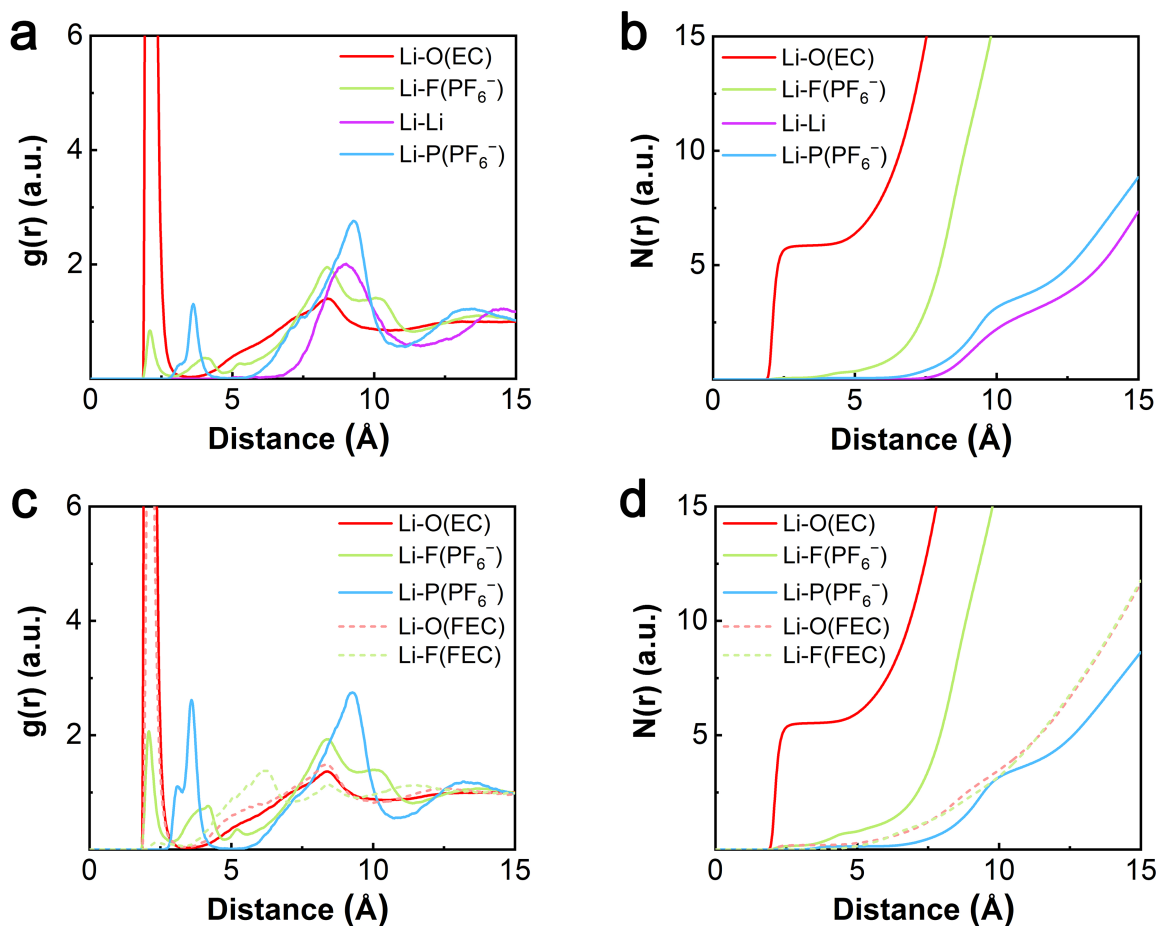 a
6
4
2
g(r) (a.u.)
Li-O(EC)
Li-F(PF₆⁻)
Li-Li
Li-P(PF₆⁻)
0 5 10 15
Distance (Å)
b
15
10
5
N(r) (a.u.)
Li-O(EC)
Li-F(PF₆⁻)
Li-Li
Li-P(PF₆⁻)
0 5 10 15
Distance (Å)
c
6
4
2
g(r) (a.u.)
Li-O(EC)
Li-F(PF₆⁻)
Li-P(PF₆⁻)
Li-O(FEC)
Li-F(FEC)
0 5 10 15
Distance (Å)
d
15
10
5
N(r) (a.u.)
Li-O(EC)
Li-F(PF₆⁻)
Li-P(PF₆⁻)
Li-O(FEC)
Li-F(FEC)
0 5 10 15
Distance (Å)